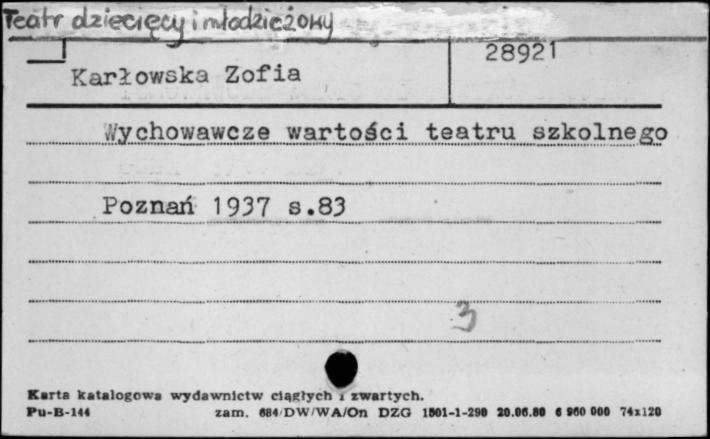 Teatr dziecięcy i młodzieżowy
28921
Karłowska Zofia
Wychowawcze wartości teatru szkolnego
Poznań 1937 s.83
3
Karta katalogowa wydawnictw ciągłych i zwartych.
Pu-B-144 zam. 684/DW/WA/On DZG 1501-1-290 20.06.80 6 960 000 74x120